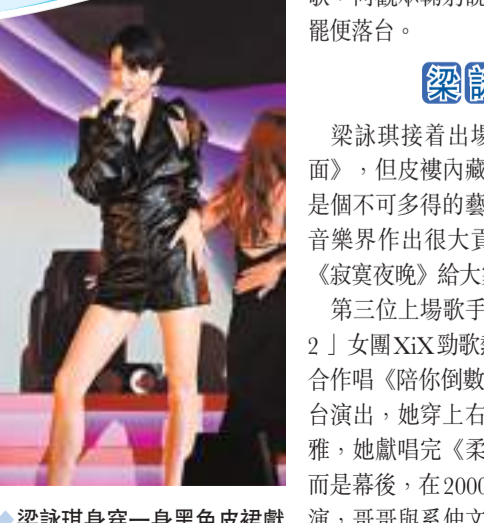 罷便落台。
梁詠
梁詠琪接着出場
面》，但皮褸內藏
是個不可多得的藝
音樂界作出很大貢
《寂寞夜晚》給大
第三位上場歌手
2」女團XiX勁歌
合作唱《陪你倒數
台演出，她穿上右
雅，她獻唱完《柔
而是幕後，在2000
演，哥哥與奚仲文
◆梁詠琪身穿一身黑色皮裙獻